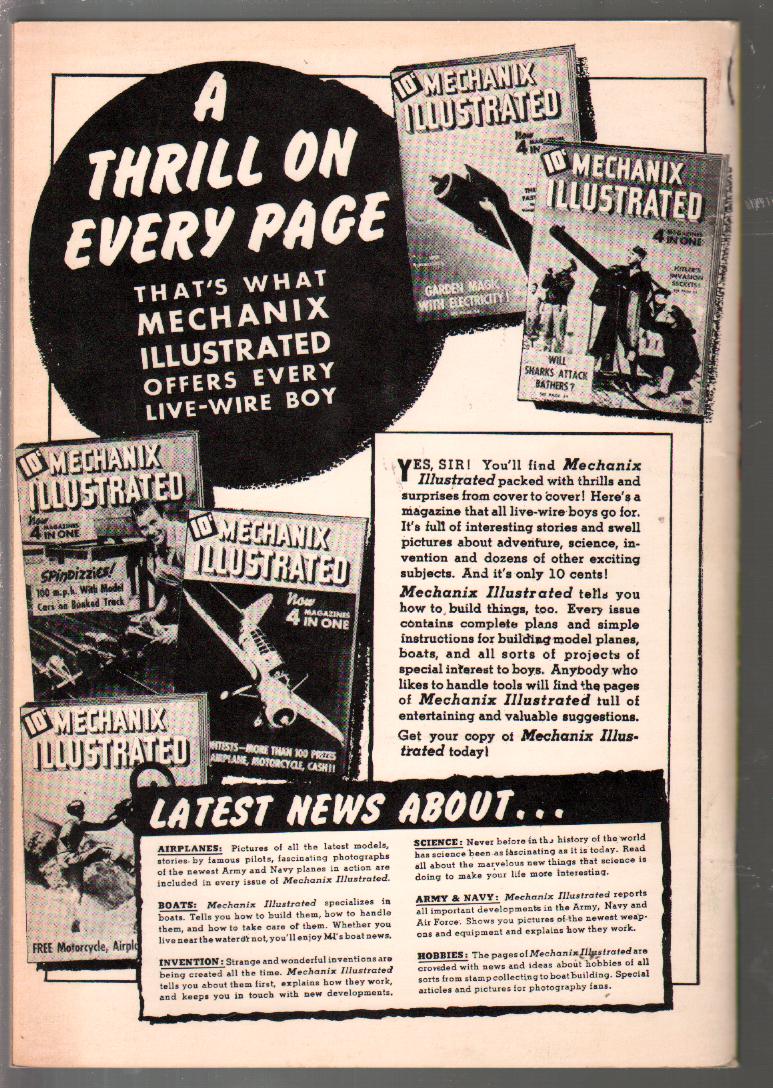 A
THRILL ON
EVERY PAGE
THAT'S WHAT
MECHANIX
ILLUSTRATED
OFFERS EVERY
LIVE-WIRE BOY
10¢ MECHANIX
ILLUSTRATED
Now
4 MAGAZINES
IN
GARDEN MAGIC
WITH ELECTRICITY!
10¢ MECHANIX
ILLUSTRATED
4 MAGAZINES
IN ONE
HITLER'S
INVASION
SECRETS!
WILL
SHARKS ATTACK
BATHERS?
10¢ MECHANIX
ILLUSTRATED
Now
4 MAGAZINES
IN ONE
SPinDizzies!
100 m.p.h. With Model
Cars on Banked Track
10¢ MECHANIX
ILLUSTRATED
Now
4 MAGAZINES
IN ONE
NTESTS—MORE THAN 100 PRIZES
AIRPLANE, MOTORCYCLE, CASH!!
10¢ MECHANIX
ILLUSTRATED
FREE Motorcycle, Airpla
YES, SIR! You'll find Mechanix
Illustrated packed with thrills and
surprises from cover to cover! Here's a
magazine that all live-wire boys go for.
It's full of interesting stories and swell
pictures about adventure, science, in-
vention and dozens of other exciting
subjects. And it's only 10 cents!
Mechanix Illustrated tells you
how to build things, too. Every issue
contains complete plans and simple
instructions for building model planes,
boats, and all sorts of projects of
special interest to boys. Anybody who
likes to handle tools will find the pages
of Mechanix Illustrated full of
entertaining and valuable suggestions.
Get your copy of Mechanix Illus-
trated today!
LATEST NEWS ABOUT...
AIRPLANES: Pictures of all the latest models,
stories by famous pilots, fascinating photographs
of the newest Army and Navy planes in action are
included in every issue of Mechanix Illustrated.
BOATS: Mechanix Illustrated specializes in
boats. Tells you how to build them, how to handle
them, and how to take care of them. Whether you
live near the water or not, you'll enjoy MI's boat news.
INVENTION: Strange and wonderful inventions are
being created all the time. Mechanix Illustrated
tells you about them first, explains how they work,
and keeps you in touch with new developments.
SCIENCE: Never before in the history of the world
has science been as fascinating as it is today. Read
all about the marvelous new things that science is
doing to make your life more interesting.
ARMY & NAVY: Mechanix Illustrated reports
all important developments in the Army, Navy and
Air Force. Shows you pictures of the newest weap-
ons and equipment and explains how they work.
HOBBIES: The pages of Mechanix Illustrated are
crowded with news and ideas about hobbies of all
sorts from stamp collecting to boat building. Special
articles and pictures for photography fans.